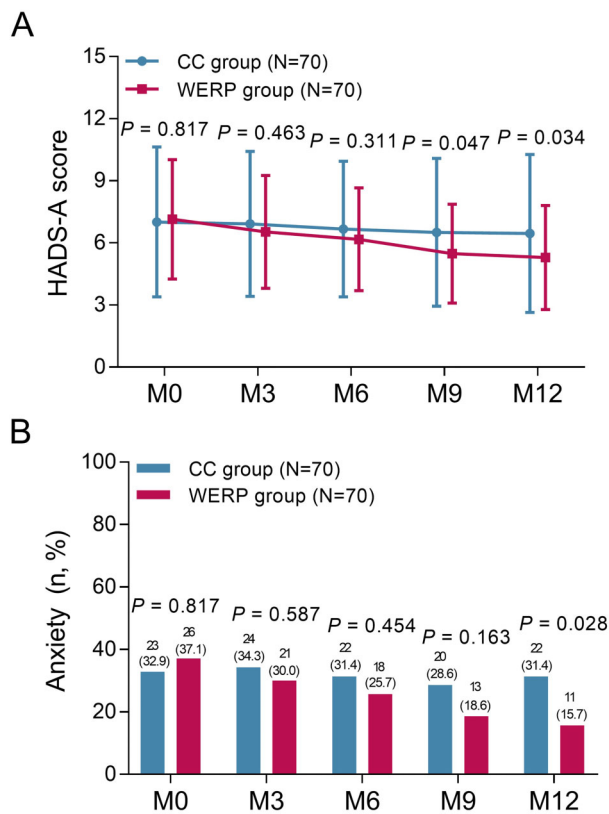 A
15
12
9
6
3
0
HADS-A score
CC group (N=70)
WERP group (N=70)
P = 0.817
P = 0.463
P = 0.311
P = 0.047
P = 0.034
M0
M3
M6
M9
M12
B
100
80
60
40
20
0
Anxiety (n, %)
CC group (N=70)
WERP group (N=70)
P = 0.817
P = 0.587
P = 0.454
P = 0.163
P = 0.028
23
(32.9)
26
(37.1)
24
(34.3)
21
(30.0)
22
(31.4)
18
(25.7)
20
(28.6)
13
(18.6)
22
(31.4)
11
(15.7)
M0
M3
M6
M9
M12